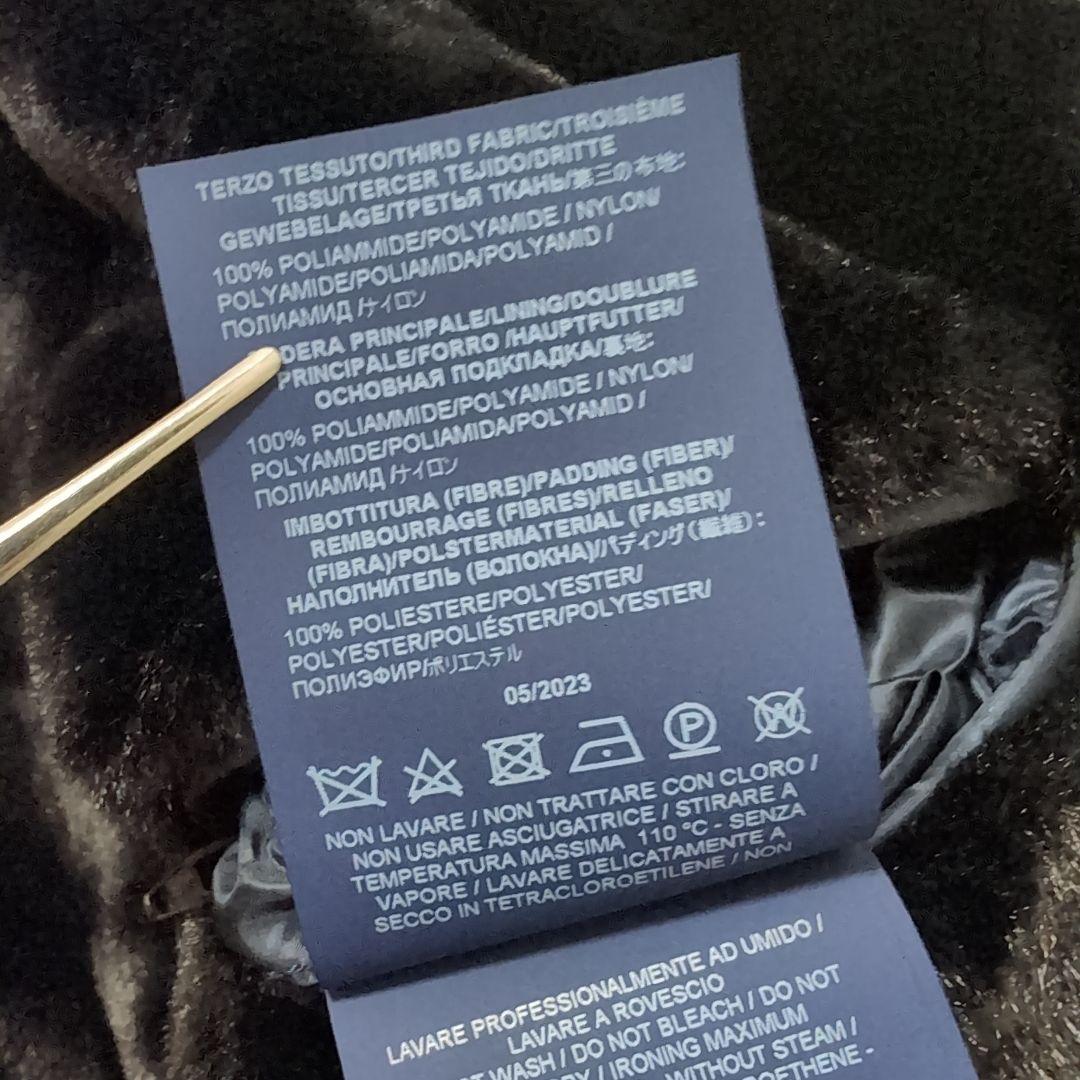 TERZO TESSUTO/THIRD FABRIC/TROISIÈME
TISSU/TERCER TEJIDO/DRITTE
GEWEBELAGE/ТРЕТЬЯ ТКАНЬ/第三の布地:
100% POLIAMMIDE/POLYAMIDE / NYLON/
POLYAMIDE/POLIAMIDA/POLYAMID /
ПОЛИАМИД /ナイロン
DERA PRINCIPALE/LINING/DOUBLURE
PRINCIPALE/FORRO /HAUPTFUTTER/
ОСНОВНАЯ ПОДКЛАДКА/裏地:
100% POLIAMMIDE/POLYAMIDE / NYLON/
POLYAMIDE/POLIAMIDA/POLYAMID /
ПОЛИАМИД /ナイロン
IMBOTTITURA (FIBRE)/PADDING (FIBER)/
REMBOURRAGE (FIBRES)/RELLENO
(FIBRA)/POLSTERMATERIAL (FASER)/
НАПОЛНИТЕЛЬ (ВОЛОКНА)/パディング(繊維):
100% POLIESTERE/POLYESTER/
POLYESTER/POLIÉSTER/POLYESTER/
ПОЛИЭФИР/ポリエステル
05/2023
P W
NON LAVARE / NON TRATTARE CON CLORO /
NON USARE ASCIUGATRICE / STIRARE A
TEMPERATURA MASSIMA 110 °C - SENZA
VAPORE / LAVARE DELICATAMENTE A
SECCO IN TETRACLOROETILENE / NON
LAVARE PROFESSIONALMENTE AD UMIDO /
LAVARE A ROVESCIO
WASH / DO NOT BLEACH / DO NOT
IRONING MAXIMUM
WITHOUT STEAM /